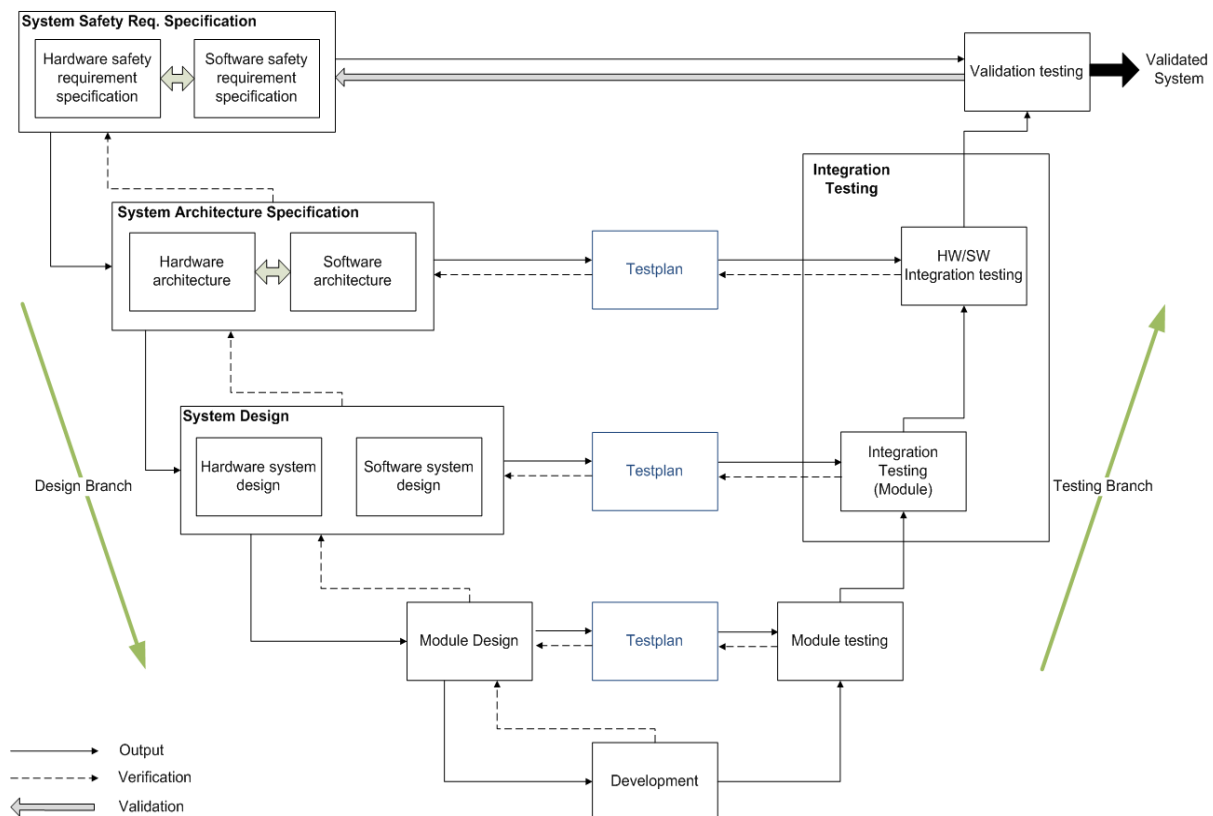 System Safety Req. Specification
Hardware safety
requirement
specification
Software safety
requirement
specification
Validation testing
Validated
System
Integration
Testing
System Architecture Specification
Hardware
architecture
Software
architecture
Testplan
HW/SW
Integration testing
System Design
Hardware system
design
Software system
design
Testplan
Integration
Testing
(Module)
Design Branch
Testing Branch
Module Design
Testplan
Module testing
Development
Output
Verification
Validation